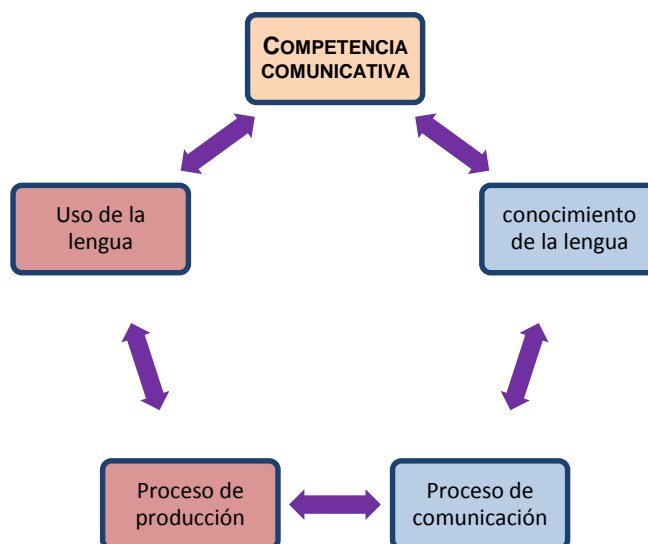 COMPETENCIA
COMUNICATIVA
Uso de la
lengua
conocimiento
de la lengua
Proceso de
producción
Proceso de
comunicación